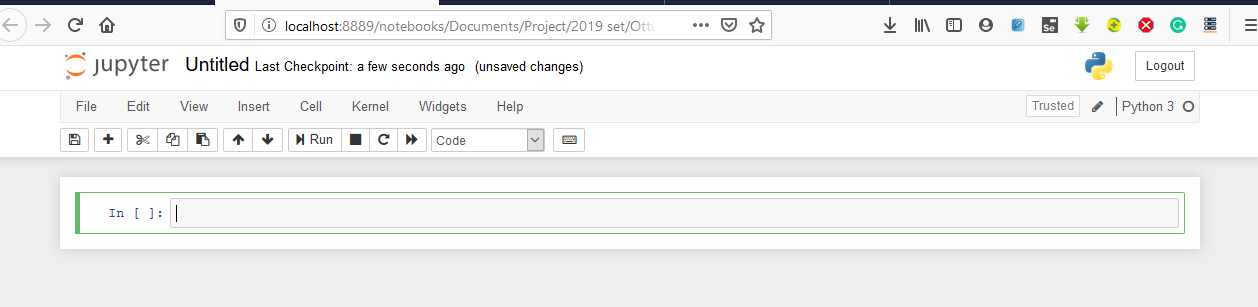 localhost:8889/notebooks/Documents/Project/2019 set/Ott
Se
jupyter Untitled Last Checkpoint: a few seconds ago (unsaved changes)
Logout
File Edit View Insert Cell Kernel Widgets Help Trusted Python 3
Run Code
In [ ]: